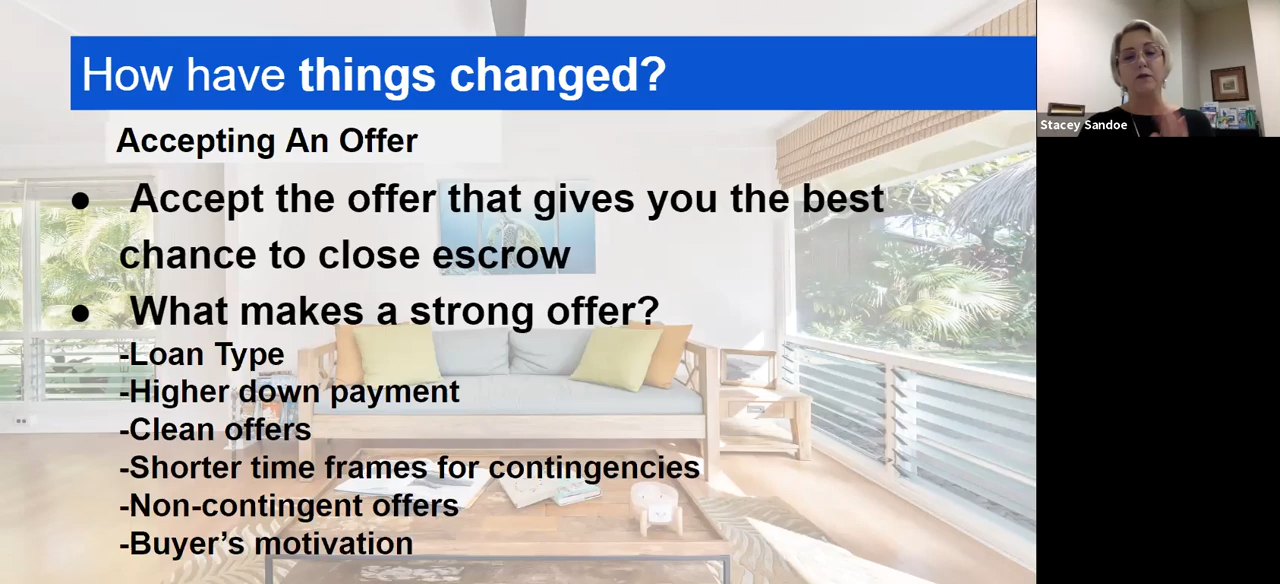 How have things changed?
Accepting An Offer
● Accept the offer that gives you the best
chance to close escrow
● What makes a strong offer?
-Loan Type
-Higher down payment
-Clean offers
-Shorter time frames for contingencies
-Non-contingent offers
-Buyer’s motivation
Stacey Sandoe